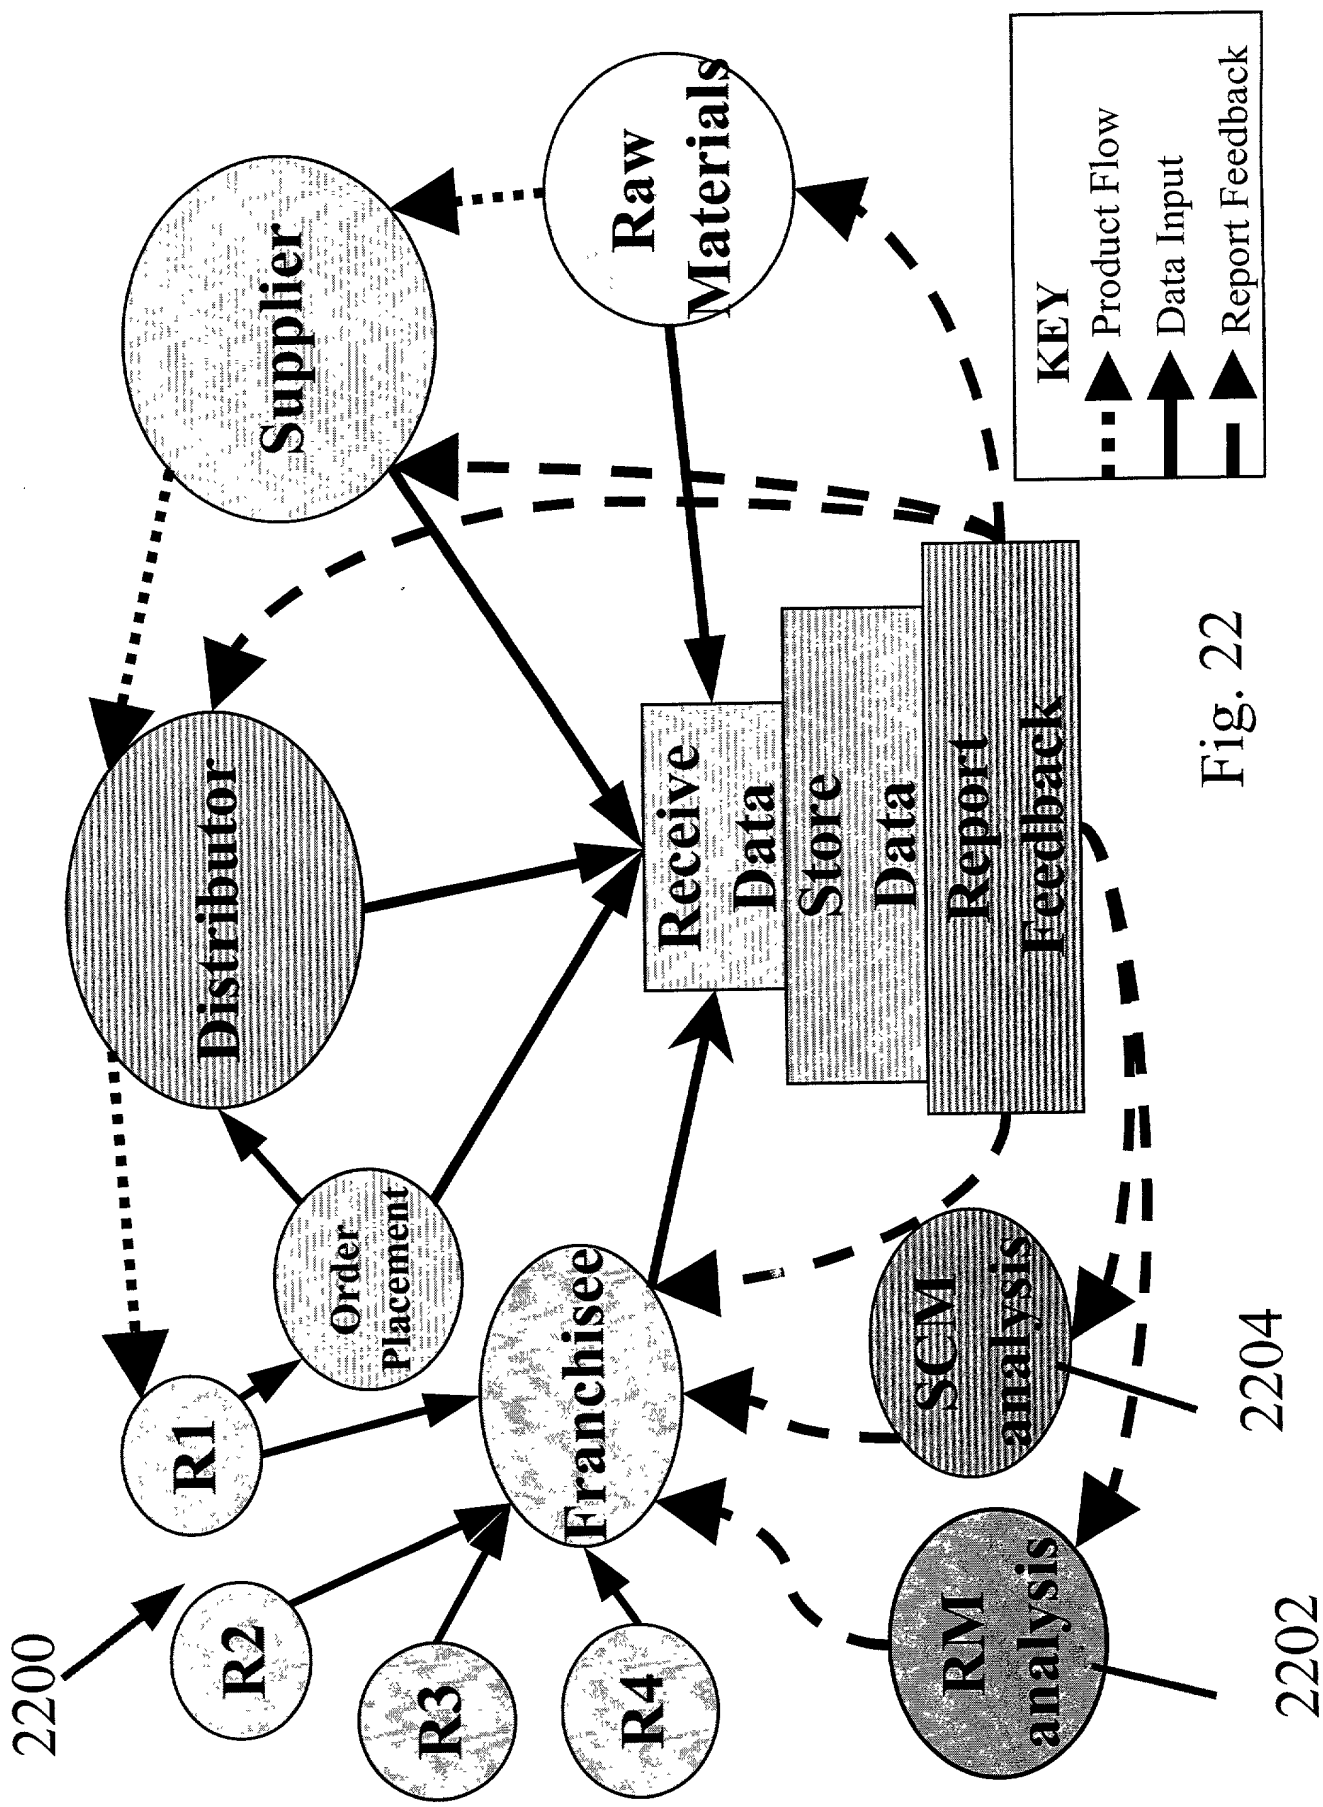 2200
R1
R2
R3
R4
Order
Placement
Distributor
Supplier
Raw
Materials
Franchisee
Receive
Data
Store
Data
Report
Feedback
RM
analysis
SCM
analysis
2202
2204
KEY
Product Flow
Data Input
Report Feedback
Fig. 22